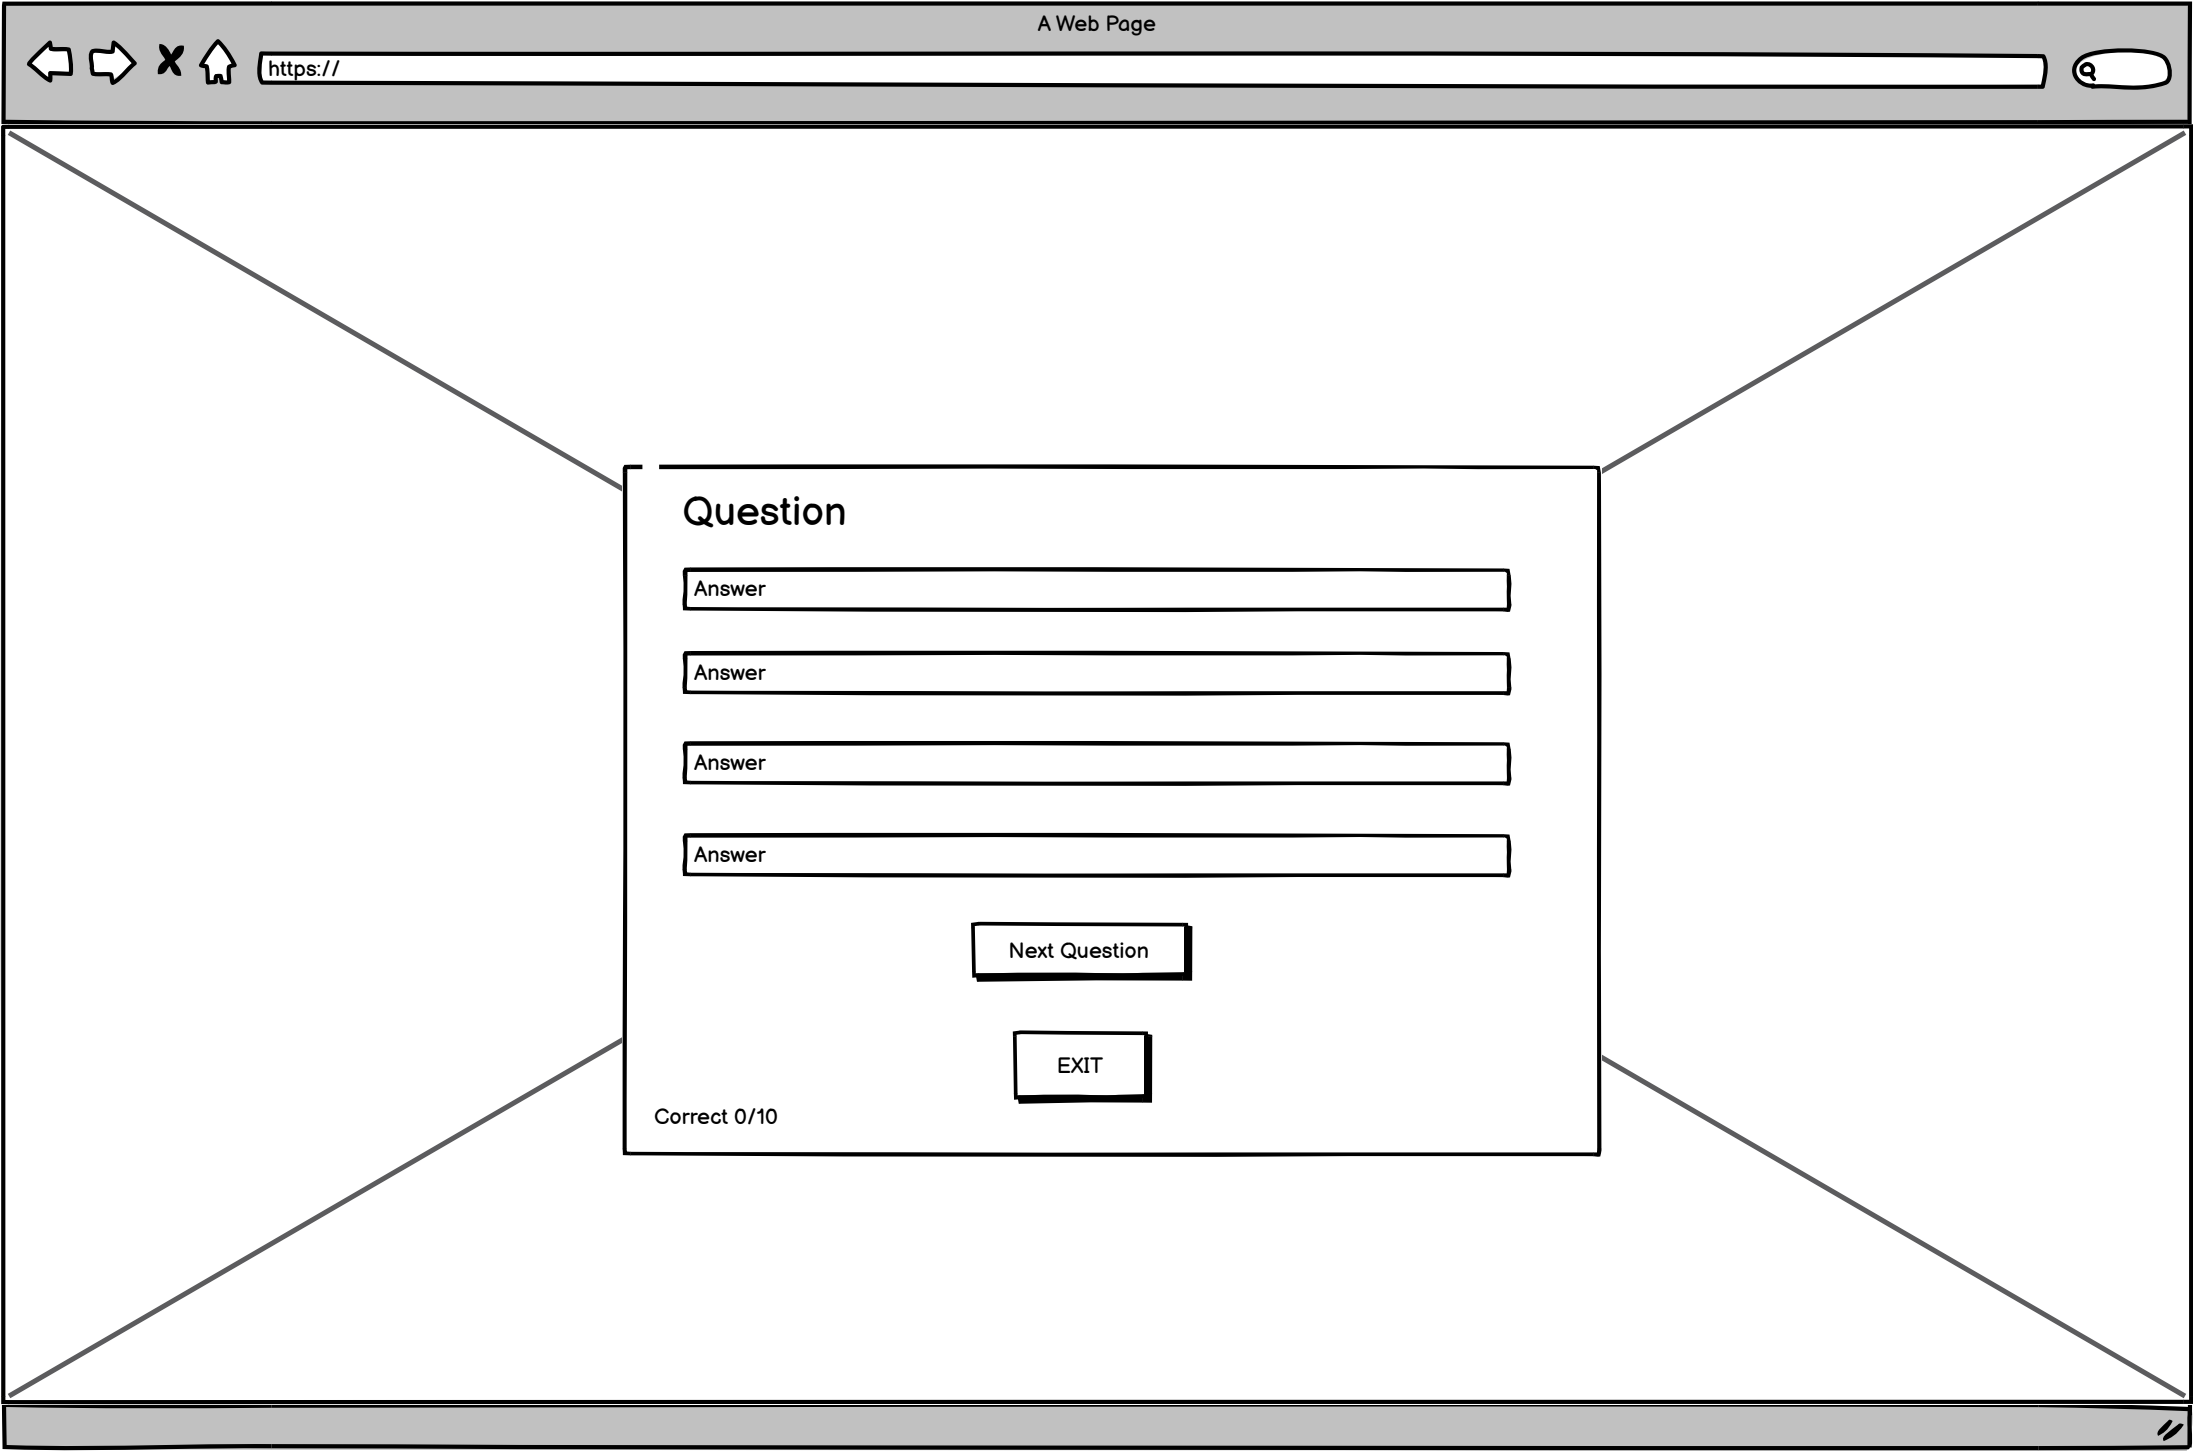 A Web Page
https://
Question
Answer
Answer
Answer
Answer
Next Question
EXIT
Correct 0/10